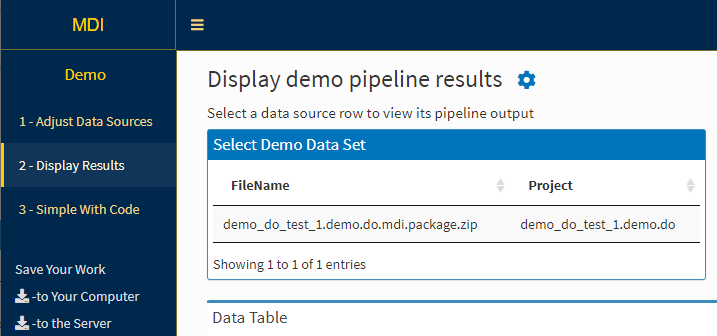 MDI
Demo
1 - Adjust Data Sources
2 - Display Results
3 - Simple With Code
Save Your Work
-to Your Computer
-to the Server
Display demo pipeline results
Select a data source row to view its pipeline output
Select Demo Data Set
FileName Project
demo_do_test_1.demo.do.mdi.package.zip demo_do_test_1.demo.do
Showing 1 to 1 of 1 entries
Data Table